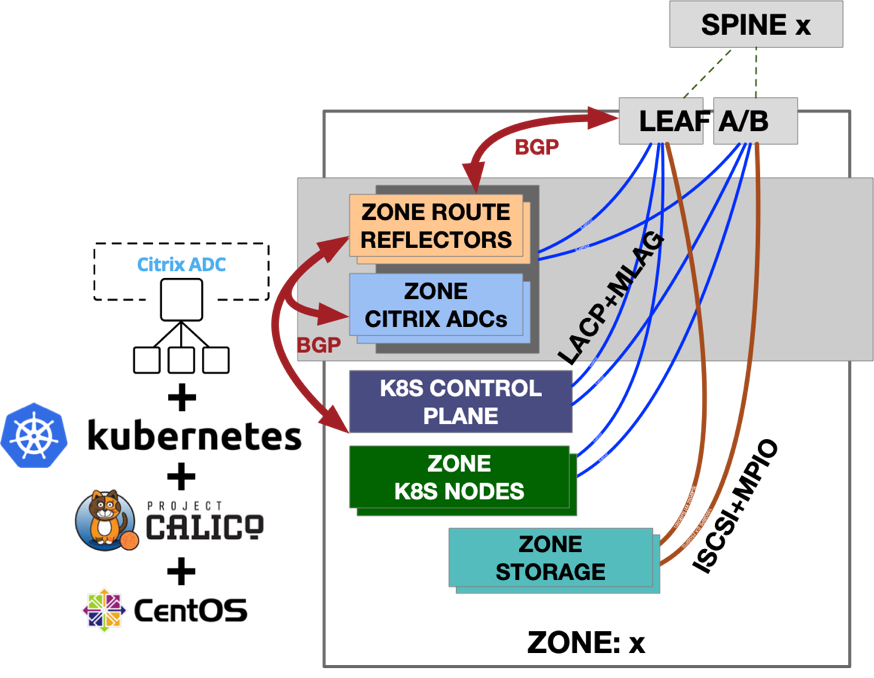 SPINE x
LEAF A/B
BGP
ZONE ROUTE
REFLECTORS
ZONE
CITRIX ADCs
BGP
LACP+MLAG
K8S CONTROL
PLANE
ZONE
K8S NODES
ZONE
STORAGE
ISCSI+MPIO
ZONE: x
Citrix ADC
+
kubernetes
+
PROJECT
CALICO
+
CentOS